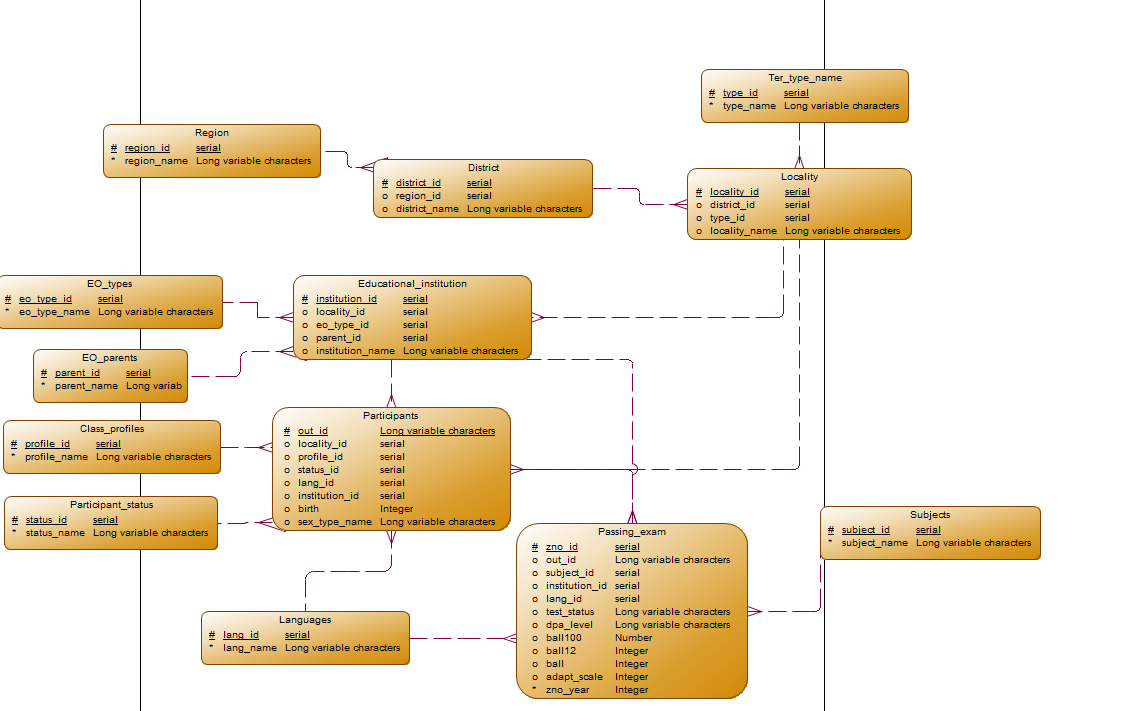 Ter_type_name
# type_id serial
* type_name Long variable characters
Region
# region_id serial
* region_name Long variable characters
District
# district_id serial
o region_id serial
o district_name Long variable characters
Locality
# locality_id serial
o district_id serial
o type_id serial
o locality_name Long variable characters
EO_types
# eo_type_id serial
* eo_type_name Long variable characters
Educational_institution
# institution_id serial
o locality_id serial
o eo_type_id serial
o parent_id serial
o institution_name Long variable characters
EO_parents
# parent_id serial
* parent_name Long variab
Class_profiles
# profile_id serial
* profile_name Long variable characters
Participants
# out_id Long variable characters
o locality_id serial
o profile_id serial
o status_id serial
o lang_id serial
o institution_id serial
o birth Integer
o sex_type_name Long variable characters
Participant_status
# status_id serial
* status_name Long variable characters
Subjects
# subject_id serial
* subject_name Long variable characters
Passing_exam
# zno_id serial
o out_id Long variable characters
o subject_id serial
o institution_id serial
o lang_id serial
o test_status Long variable characters
o dpa_level Long variable characters
o ball100 Number
o ball12 Integer
o ball Integer
o adapt_scale Integer
* zno_year Integer
Languages
# lang_id serial
* lang_name Long variable characters